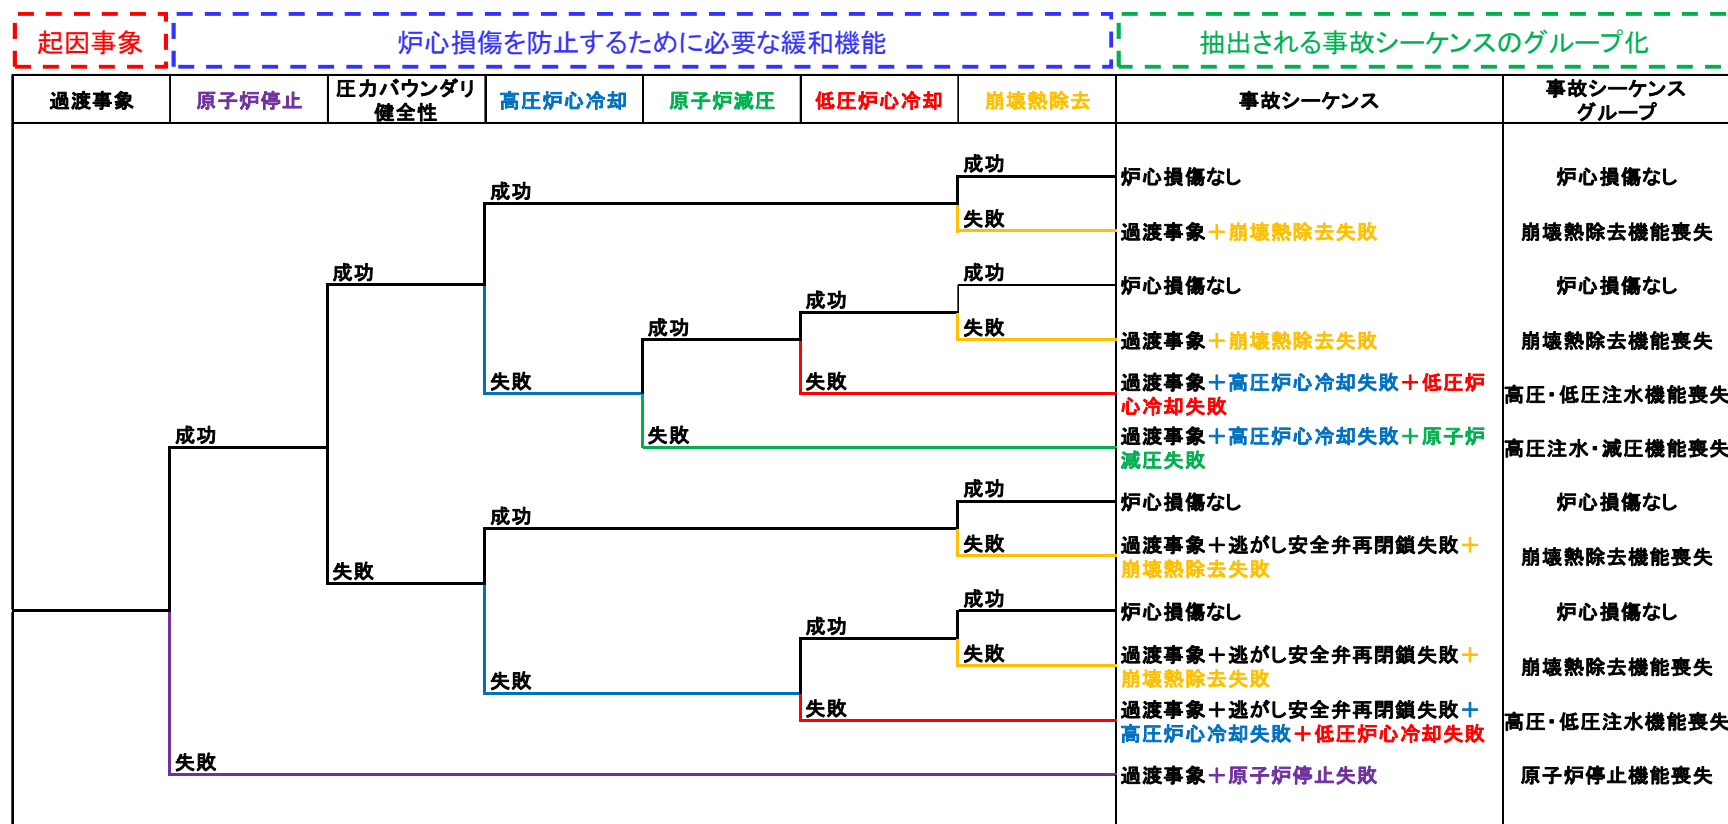 起因事象
炉心損傷を防止するために必要な緩和機能
抽出される事故シーケンスのグループ化
過渡事象
原子炉停止
圧力バウンダリ
健全性
高圧炉心冷却
原子炉減圧
低圧炉心冷却
崩壊熱除去
事故シーケンス
事故シーケンス
グループ
成功
炉心損傷なし
炉心損傷なし
成功
失敗
過渡事象＋崩壊熱除去失敗
崩壊熱除去機能喪失
成功
成功
炉心損傷なし
炉心損傷なし
成功
成功
失敗
過渡事象＋崩壊熱除去失敗
崩壊熱除去機能喪失
失敗
失敗
過渡事象＋高圧炉心冷却失敗＋低圧炉
心冷却失敗
高圧・低圧注水機能喪失
成功
失敗
過渡事象＋高圧炉心冷却失敗＋原子炉
減圧失敗
高圧注水・減圧機能喪失
成功
炉心損傷なし
炉心損傷なし
成功
失敗
過渡事象＋逃がし安全弁再閉鎖失敗＋
崩壊熱除去失敗
崩壊熱除去機能喪失
失敗
成功
炉心損傷なし
炉心損傷なし
成功
失敗
過渡事象＋逃がし安全弁再閉鎖失敗＋
崩壊熱除去失敗
崩壊熱除去機能喪失
失敗
失敗
過渡事象＋逃がし安全弁再閉鎖失敗＋
高圧炉心冷却失敗＋低圧炉心冷却失敗
高圧・低圧注水機能喪失
失敗
過渡事象＋原子炉停止失敗
原子炉停止機能喪失